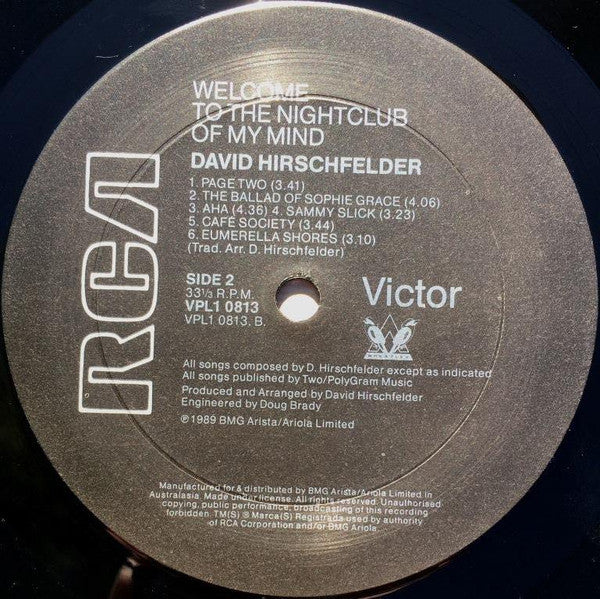 WELCOME
TO THE NIGHTCLUB
OF MY MIND
DAVID HIRSCHFELDER
1. PAGE TWO (3.41)
2. THE BALLAD OF SOPHIE GRACE (4.06)
3. AHA (4.36) 4. SAMMY SLICK (3.23)
5. CAFÉ SOCIETY (3.44)
6. EUMERELLA SHORES (3.10)
(Trad. Arr. D. Hirschfelder)
RCA
SIDE 2
33⅓ R.P.M.
VPL1 0813
VPL1 0813. B.
Victor
All songs composed by D. Hirschfelder except as indicated
All songs published by Two/PolyGram Music
Produced and Arranged by David Hirschfelder
Engineered by Doug Brady
℗ 1989 BMG Arista/Ariola Limited
Manufactured for & distributed by BMG Arista/Ariola Limited in
Australasia. Made under license. All rights reserved. Unauthorised
copying, public performance, broadcasting of this recording
forbidden. TM(S) ® Marca(S) Registrada used by authority
of RCA Corporation and/or BMG Ariola.